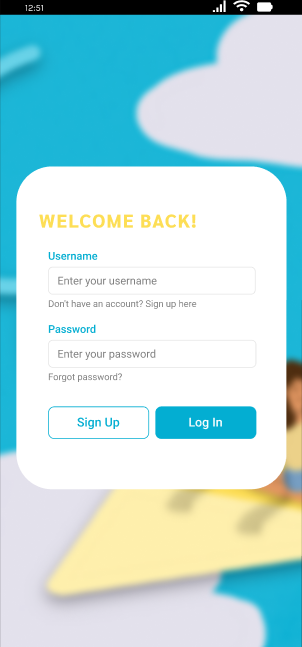 12:51
WELCOME BACK!
Username
Enter your username
Don't have an account? Sign up here
Password
Enter your password
Forgot password?
Sign Up
Log In